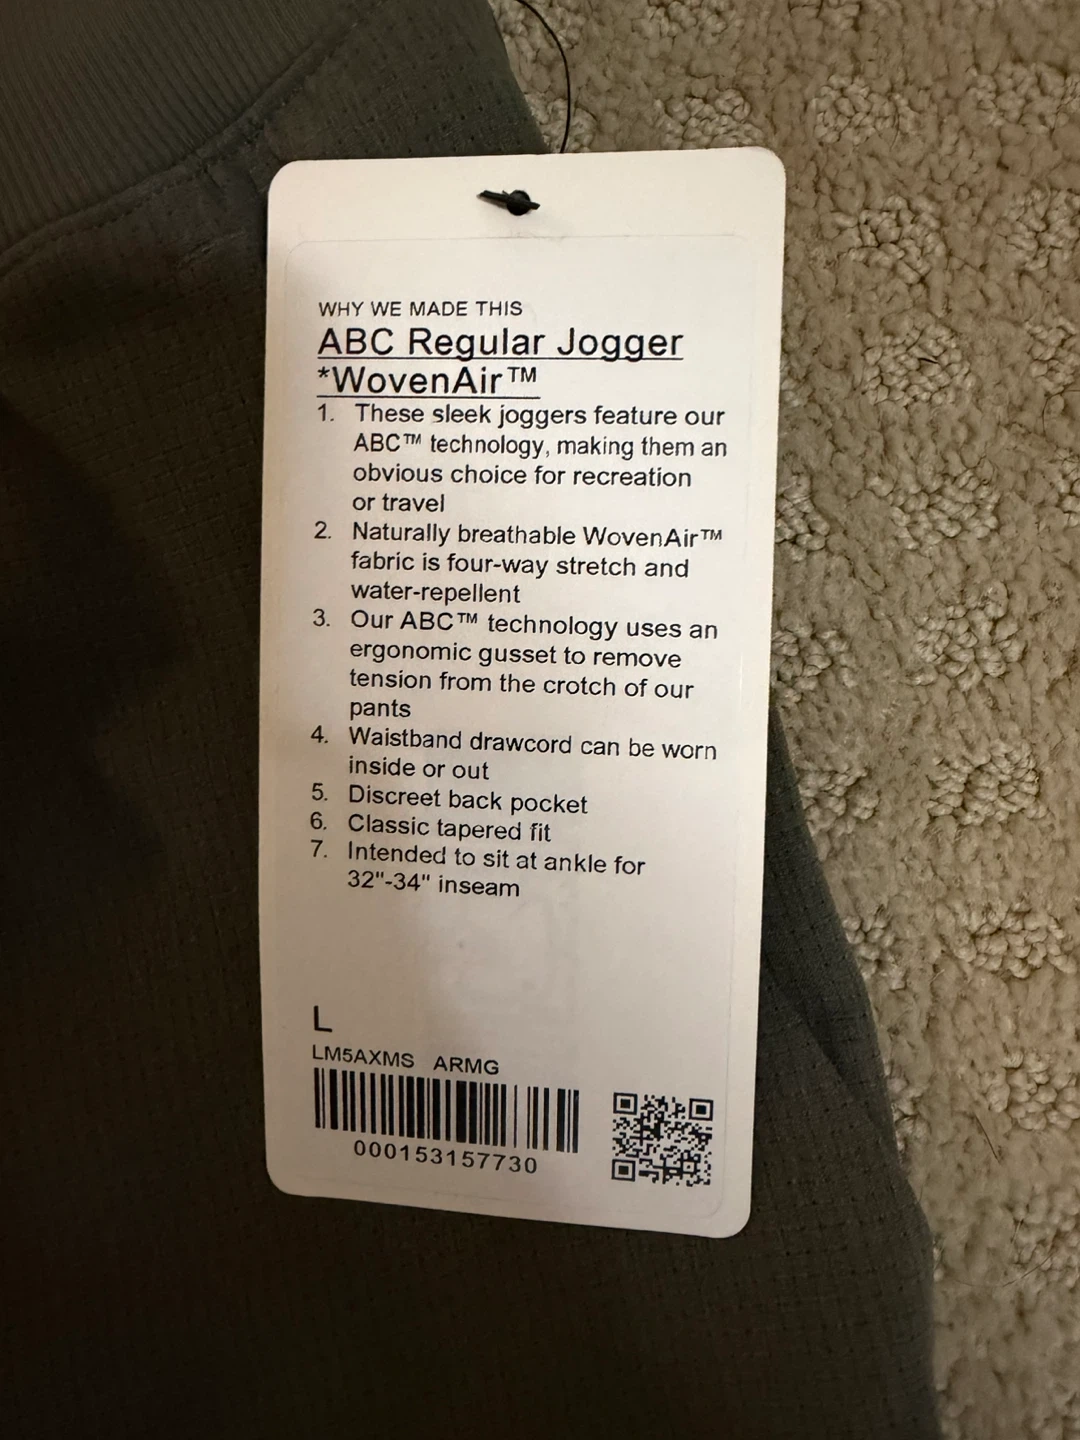 WHY WE MADE THIS
ABC Regular Jogger
*WovenAir™
1. These sleek joggers feature our
ABC™ technology, making them an
obvious choice for recreation
or travel
2. Naturally breathable WovenAir™
fabric is four-way stretch and
water-repellent
3. Our ABC™ technology uses an
ergonomic gusset to remove
tension from the crotch of our
pants
4. Waistband drawcord can be worn
inside or out
5. Discreet back pocket
6. Classic tapered fit
7. Intended to sit at ankle for
32"-34" inseam
L
LM5AXMS ARMG
000153157730